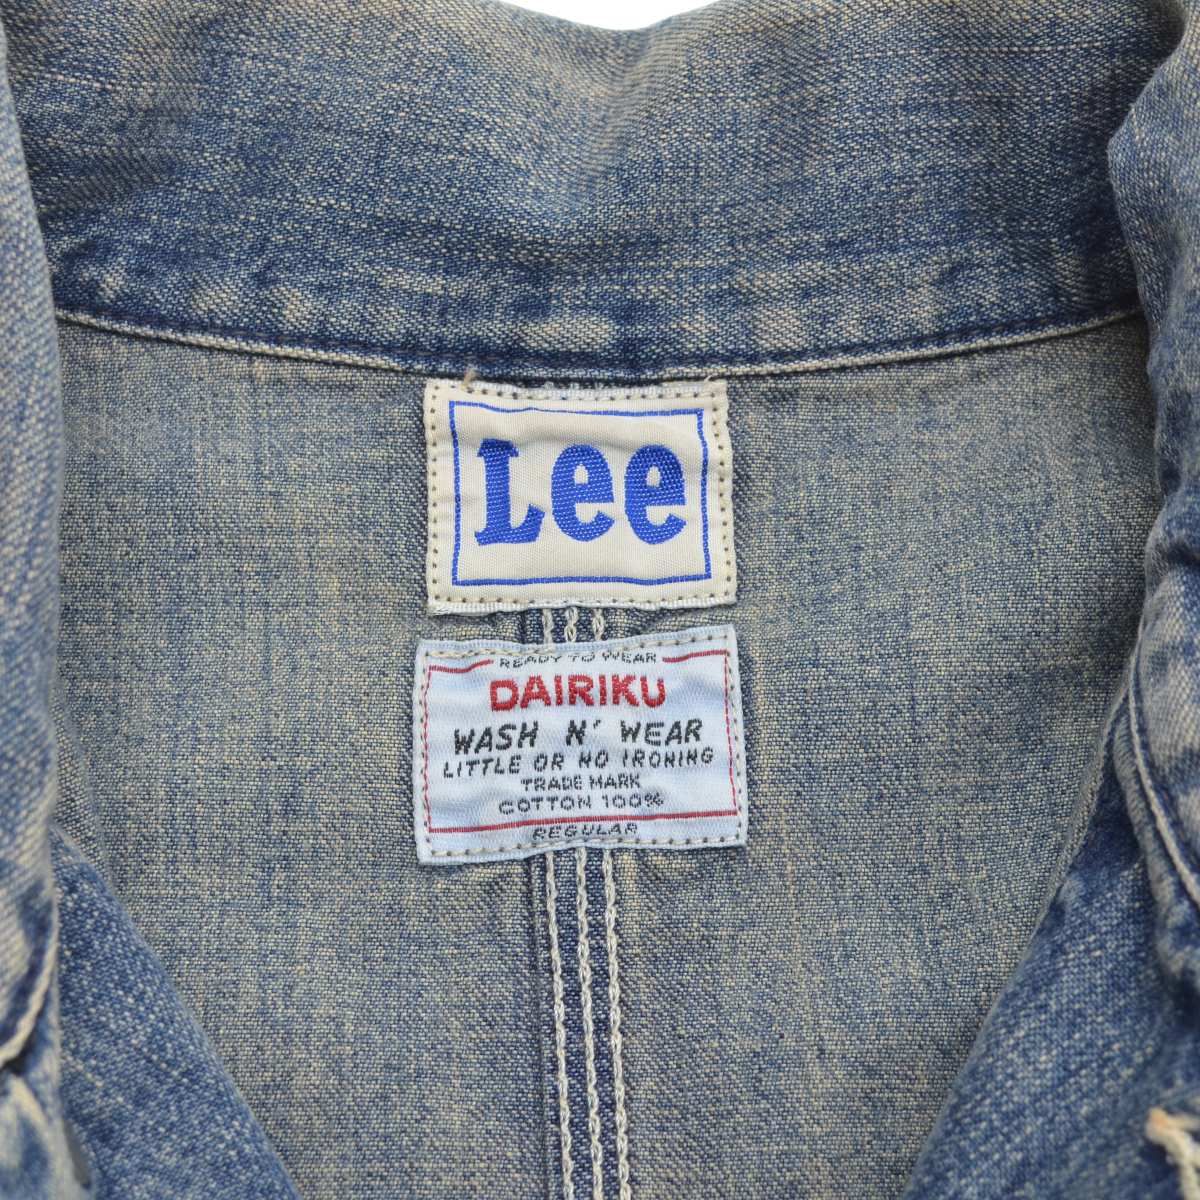 Lee
READY TO WEAR
DAIRIKU
WASH N' WEAR
LITTLE OR NO IRONING
TRADE MARK
COTTON 100%
REGULAR